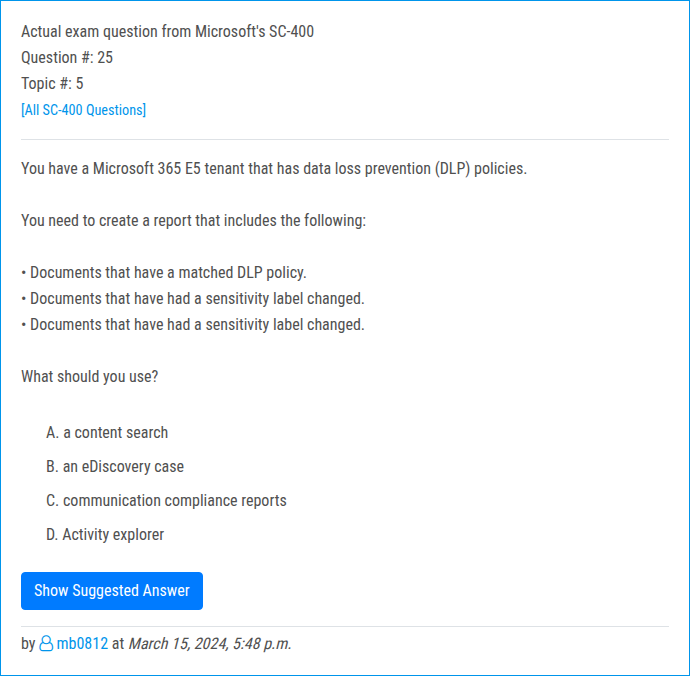 Actual exam question from Microsoft's SC-400
Question #: 25
Topic #: 5
[All SC-400 Questions]
You have a Microsoft 365 E5 tenant that has data loss prevention (DLP) policies.
You need to create a report that includes the following:
• Documents that have a matched DLP policy.
• Documents that have had a sensitivity label changed.
• Documents that have had a sensitivity label changed.
What should you use?
A. a content search
B. an eDiscovery case
C. communication compliance reports
D. Activity explorer
Show Suggested Answer
by mb0812 at March 15, 2024, 5:48 p.m.